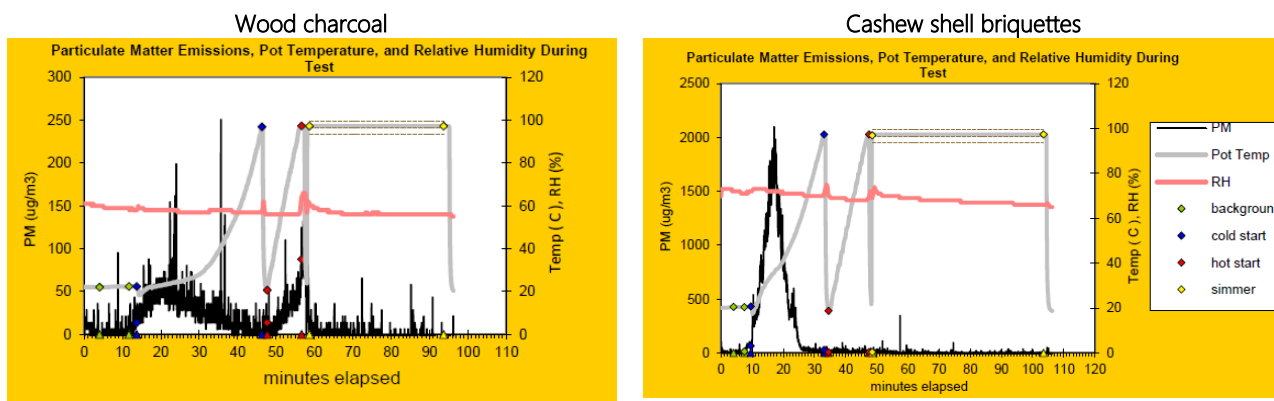 Wood charcoal
Particulate Matter Emissions, Pot Temperature, and Relative Humidity During
Test
300
250
200
150
100
50
0
PM (ug/m3)
120
100
80
60
40
20
0
Temp ( C ), RH (%)
0 10 20 30 40 50 60 70 80 90 100 110
minutes elapsed
Cashew shell briquettes
Particulate Matter Emissions, Pot Temperature, and Relative Humidity During
Test
2500
2000
1500
1000
500
0
PM (ug/m3)
120
100
80
60
40
20
0
Temp ( C ), RH (%)
0 10 20 30 40 50 60 70 80 90 100 110 120
minutes elapsed
PM
Pot Temp
RH
backgroun
cold start
hot start
simmer